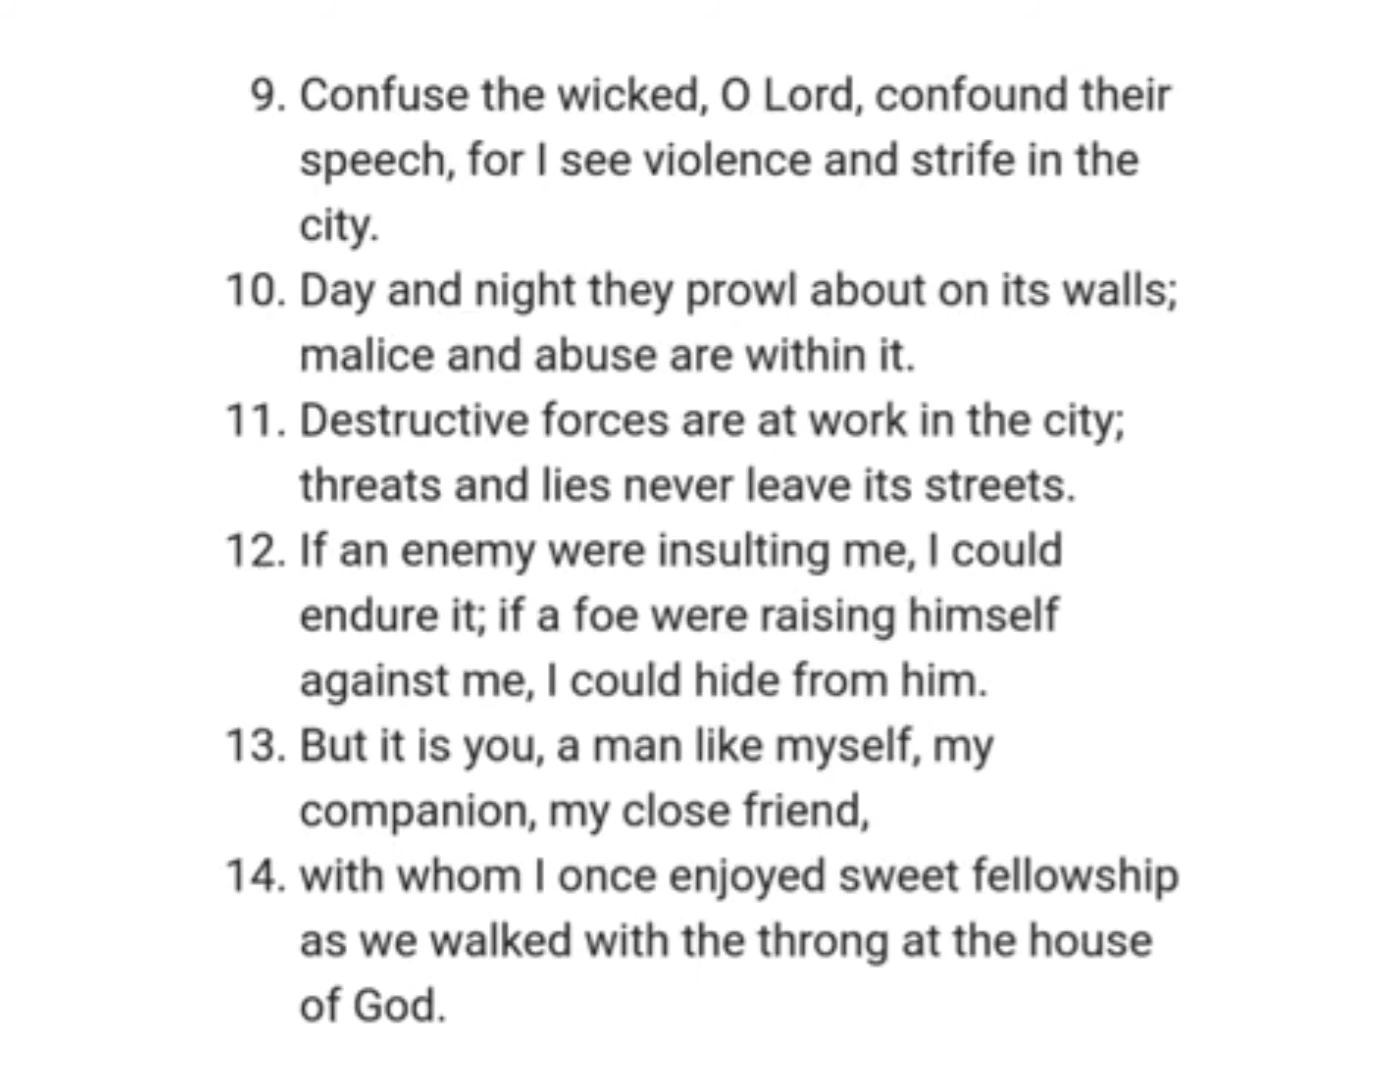 9. Confuse the wicked, O Lord, confound their
speech, for I see violence and strife in the
city.
10. Day and night they prowl about on its walls;
malice and abuse are within it.
11. Destructive forces are at work in the city;
threats and lies never leave its streets.
12. If an enemy were insulting me, I could
endure it; if a foe were raising himself
against me, I could hide from him.
13. But it is you, a man like myself, my
companion, my close friend,
14. with whom I once enjoyed sweet fellowship
as we walked with the throng at the house
of God.